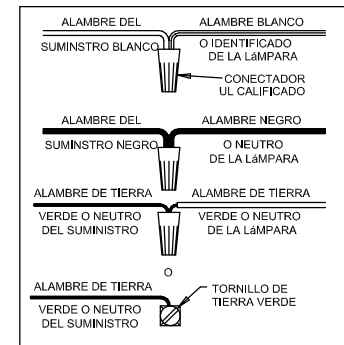 ALAMBRE DEL ALAMBRE BLANCO
SUMINSTRO BLANCO O IDENTIFICADO
DE LA LáMPARA
CONECTADOR
UL CALIFICADO
ALAMBRE DEL ALAMBRE NEGRO
SUMINSTRO NEGRO O NEUTRO
DE LA LáMPARA
ALAMBRE DE TIERRA ALAMBRE DE TIERRA
VERDE O NEUTRO VERDE O NEUTRO
DEL SUMINISTRO DE LA LáMPARA
O
ALAMBRE DE TIERRA TORNILLO DE
TIERRA VERDE
VERDE O NEUTRO
DEL SUMINISTRO